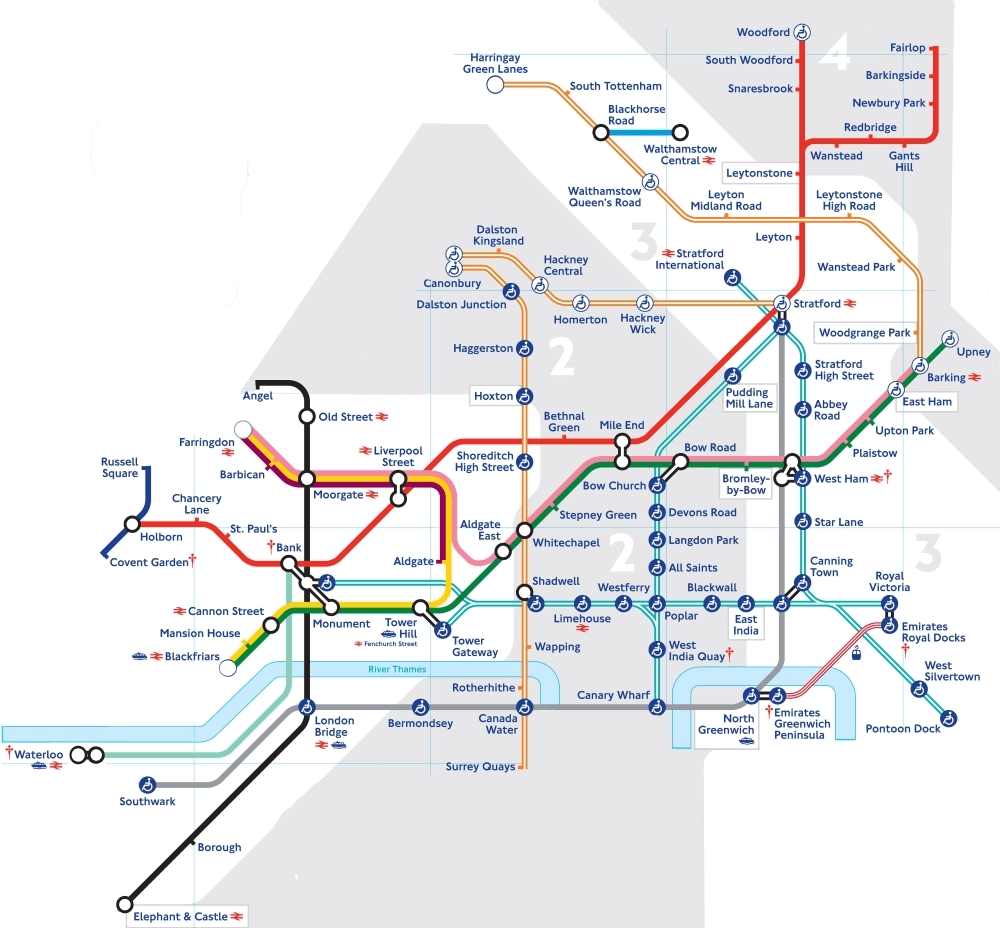 Woodford
4
Fairlop
South Woodford
Harringay
Green Lanes
Barkingside
South Tottenham
Snaresbrook
Newbury Park
Blackhorse
Road
Redbridge
Walthamstow
Central
Wanstead
Gants
Hill
Leytonstone
Walthamstow
Queen's Road
Leyton
Midland Road
Leytonstone
High Road
Dalston
Kingsland
3
Leyton
Stratford
International
Hackney
Central
Wanstead Park
Canonbury
Dalston Junction
Homerton
Hackney
Wick
Stratford
Woodgrange Park
Haggerston
2
Upney
Stratford
High Street
Barking
Pudding
Mill Lane
East Ham
Angel
Hoxton
Abbey
Road
Old Street
Bethnal
Green
Mile End
Upton Park
Farringdon
Liverpool
Street
Shoreditch
High Street
Bow Road
Plaistow
Russell
Square
Barbican
Moorgate
Bow Church
Bromley-
by-Bow
West Ham
Chancery
Lane
St. Paul's
Aldgate
East
Stepney Green
Devons Road
Star Lane
Holborn
Whitechapel
Langdon Park
2
3
Covent Garden
Bank
Aldgate
All Saints
Canning
Town
Shadwell
Westferry
Blackwall
Royal
Victoria
Cannon Street
Monument
Tower
Hill
Fenchurch Street
Limehouse
Poplar
East
India
Mansion House
Tower
Gateway
Emirates
Royal Docks
Blackfriars
Wapping
West
India Quay
River Thames
West
Silvertown
Rotherhithe
Canary Wharf
London
Bridge
Bermondsey
Canada
Water
North
Greenwich
Emirates
Greenwich
Peninsula
Pontoon Dock
Waterloo
Surrey Quays
Southwark
Borough
Elephant & Castle